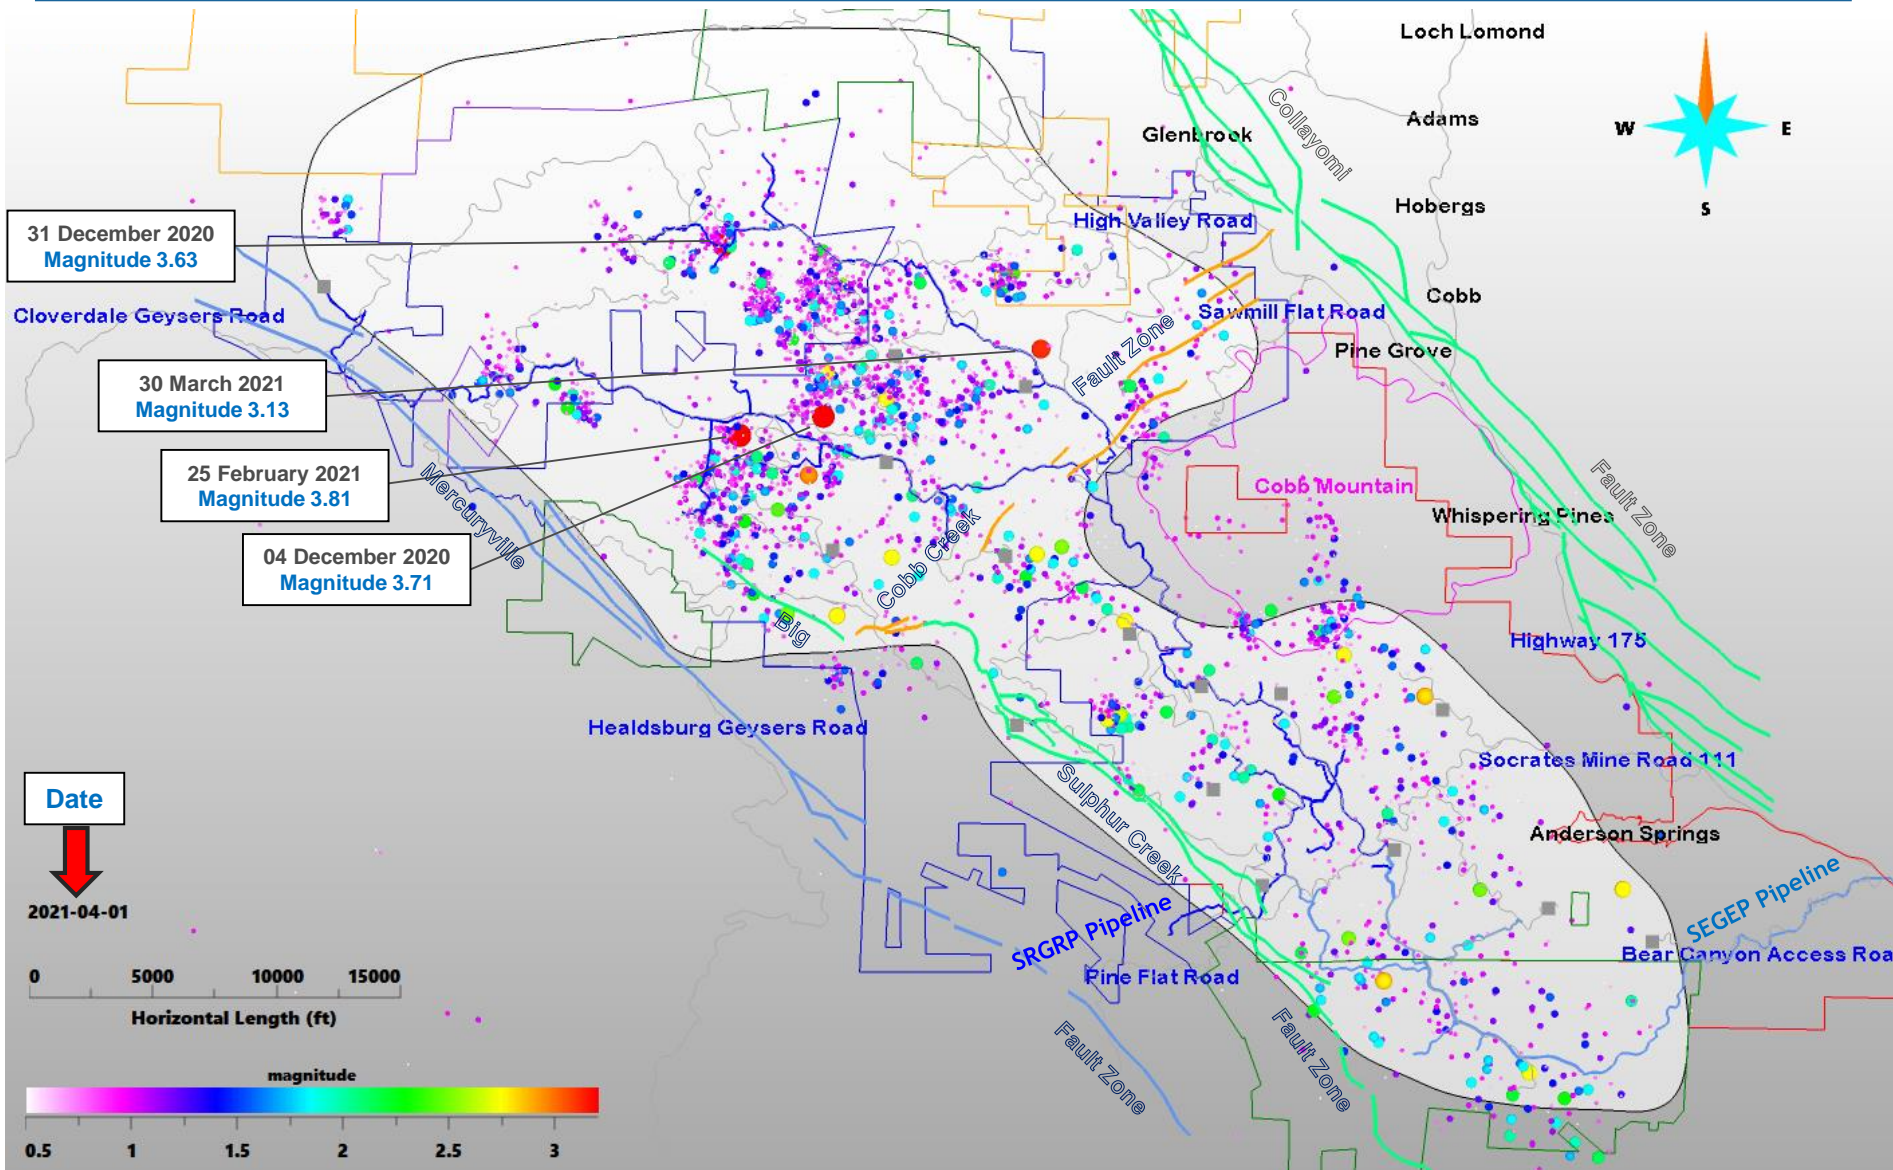 Loch Lomond
Adams
Glenbrook
Collayomi
W
E
S
Hobergs
High Valley Road
31 December 2020
Magnitude 3.63
Cobb
Cloverdale Geysers Road
Sawmill Flat Road
Pine Grove
Fault Zone
30 March 2021
Magnitude 3.13
25 February 2021
Magnitude 3.81
Mercuryville
Cobb Mountain
Whispering Pines
Fault Zone
04 December 2020
Magnitude 3.71
Cobb Creek
Big
Highway 175
Healdsburg Geysers Road
Socrates Mine Road 111
Sulphur Creek
Anderson Springs
Date
2021-04-01
SRGRP Pipeline
SEGEP Pipeline
Bear Canyon Access Roa
Pine Flat Road
0 5000 10000 15000
Horizontal Length (ft)
Fault Zone
Fault Zone
magnitude
0.5 1 1.5 2 2.5 3